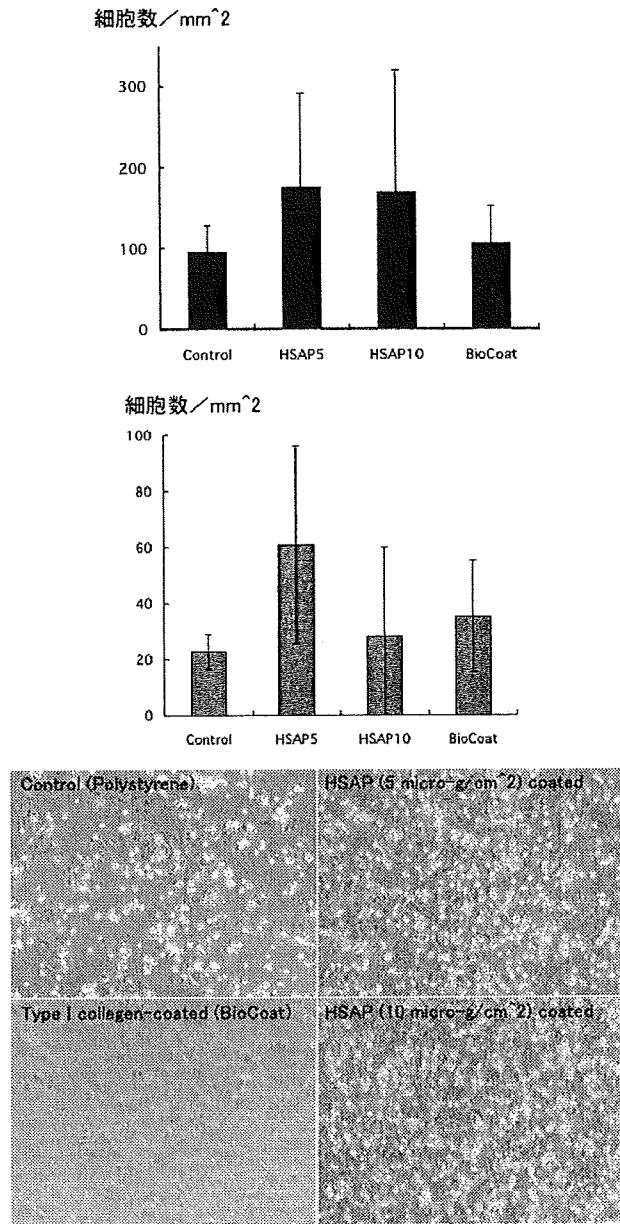 細胞数/mm^2
300
200
100
0
Control HSAP5 HSAP10 BioCoat
細胞数/mm^2
100
80
60
40
20
0
Control HSAP5 HSAP10 BioCoat
Control (Polystyrene) HSAP (5 micro-g/cm^2) coated
Type I collagen-coated (BioCoat) HSAP (10 micro-g/cm^2) coated